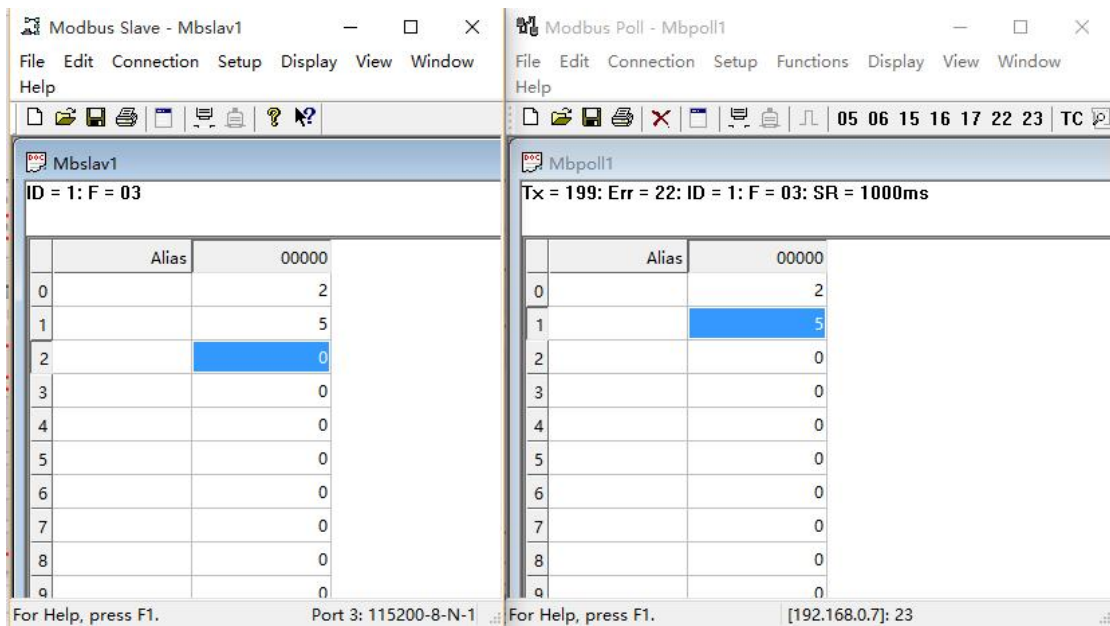 Modbus Slave - Mbslav1
File Edit Connection Setup Display View Window
Help
Mbslav1
ID = 1: F = 03
Alias 00000
0 2
1 5
2 0
3 0
4 0
5 0
6 0
7 0
8 0
9 0
For Help, press F1. Port 3: 115200-8-N-1
Modbus Poll - Mbpoll1
File Edit Connection Setup Functions Display View Window
Help
05 06 15 16 17 22 23 TC
Mbpoll1
Tx = 199: Err = 22: ID = 1: F = 03: SR = 1000ms
Alias 00000
0 2
1 5
2 0
3 0
4 0
5 0
6 0
7 0
8 0
9 0
For Help, press F1. [192.168.0.7]: 23